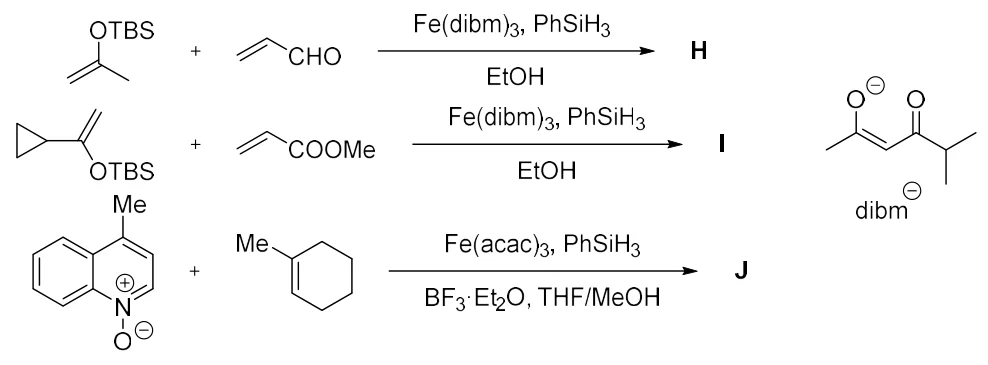 OTBS
+
CHO
Fe(dibm)₃, PhSiH₃
EtOH
H
OTBS
+
COOMe
Fe(dibm)₃, PhSiH₃
EtOH
I
O⊖ O
dibm⊖
Me
N⊕
O⊖
+
Me
Fe(acac)₃, PhSiH₃
BF₃·Et₂O, THF/MeOH
J